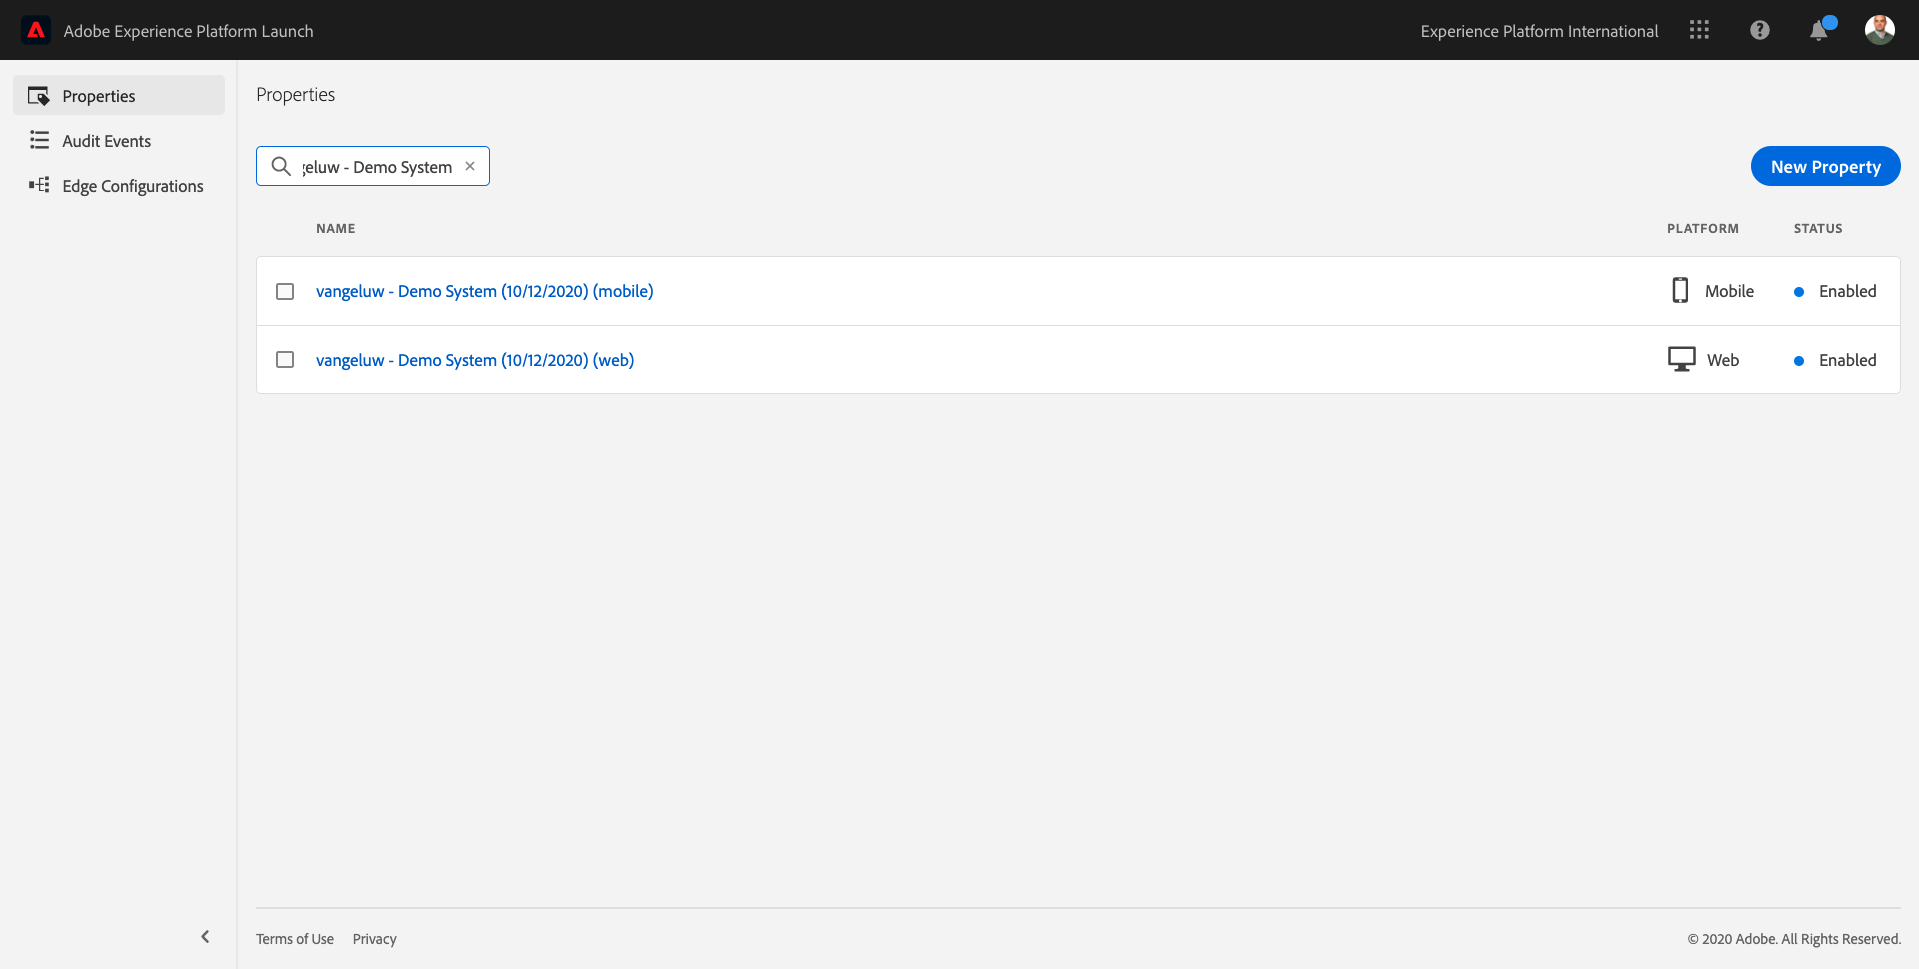 Adobe Experience Platform Launch
Experience Platform International
Properties
Audit Events
Edge Configurations
Properties
geluw - Demo System
New Property
NAME
PLATFORM
STATUS
vangeluw - Demo System (10/12/2020) (mobile)
Mobile
Enabled
vangeluw - Demo System (10/12/2020) (web)
Web
Enabled
Terms of Use
Privacy
© 2020 Adobe. All Rights Reserved.